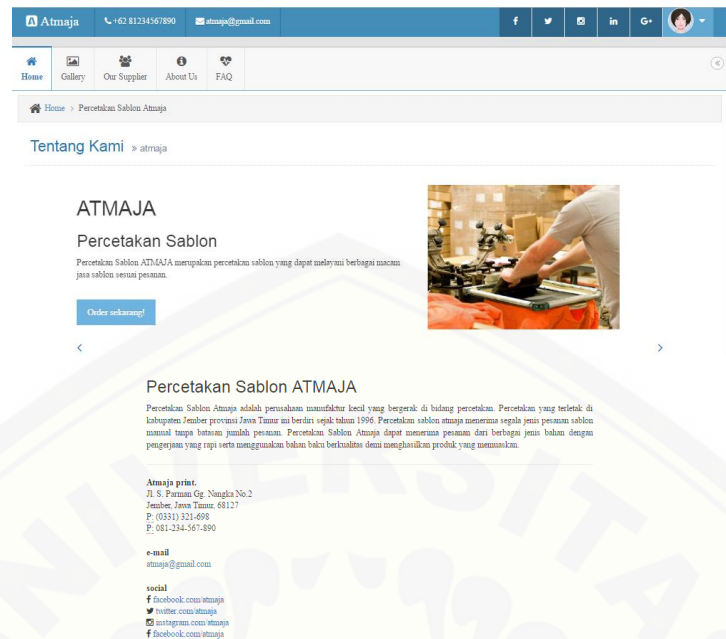 Atmaja +62 81234567890 atmaja@gmail.com
Home Gallery Our Supplier About Us FAQ
Home > Percetakan Sablon Atmaja
Tentang Kami » atmaja
ATMAJA
Percetakan Sablon
Percetakan Sablon ATMAJA merupakan percetakan sablon yang dapat melayani berbagai macam
jasa sablon sesuai pesanan.
Order sekarang!
Percetakan Sablon ATMAJA
Percetakan Sablon Atmaja adalah perusahaan manufaktur kecil yang bergerak di bidang percetakan. Percetakan yang terletak di
kabupaten Jember provinsi Jawa Timur ini berdiri sejak tahun 1996. Percetakan sablon atmaja menerima segala jenis pesanan sablon
manual tanpa batasan jumlah pesanan. Percetakan Sablon Atmaja dapat menerima pesanan dari berbagai jenis bahan dengan
pengerjaan yang rapi serta menggunakan bahan baku berkualitas demi menghasilkan produk yang memuaskan.
Atmaja print.
Jl. S. Parman Gg. Nangka No.2
Jember, Jawa Timur, 68127
P: (0331) 321-698
P: 081-234-567-890
e-mail
atmaja@gmail.com
social
facebook.com/atmaja
twitter.com/atmaja
instagram.com/atmaja
facebook.com/atmaja